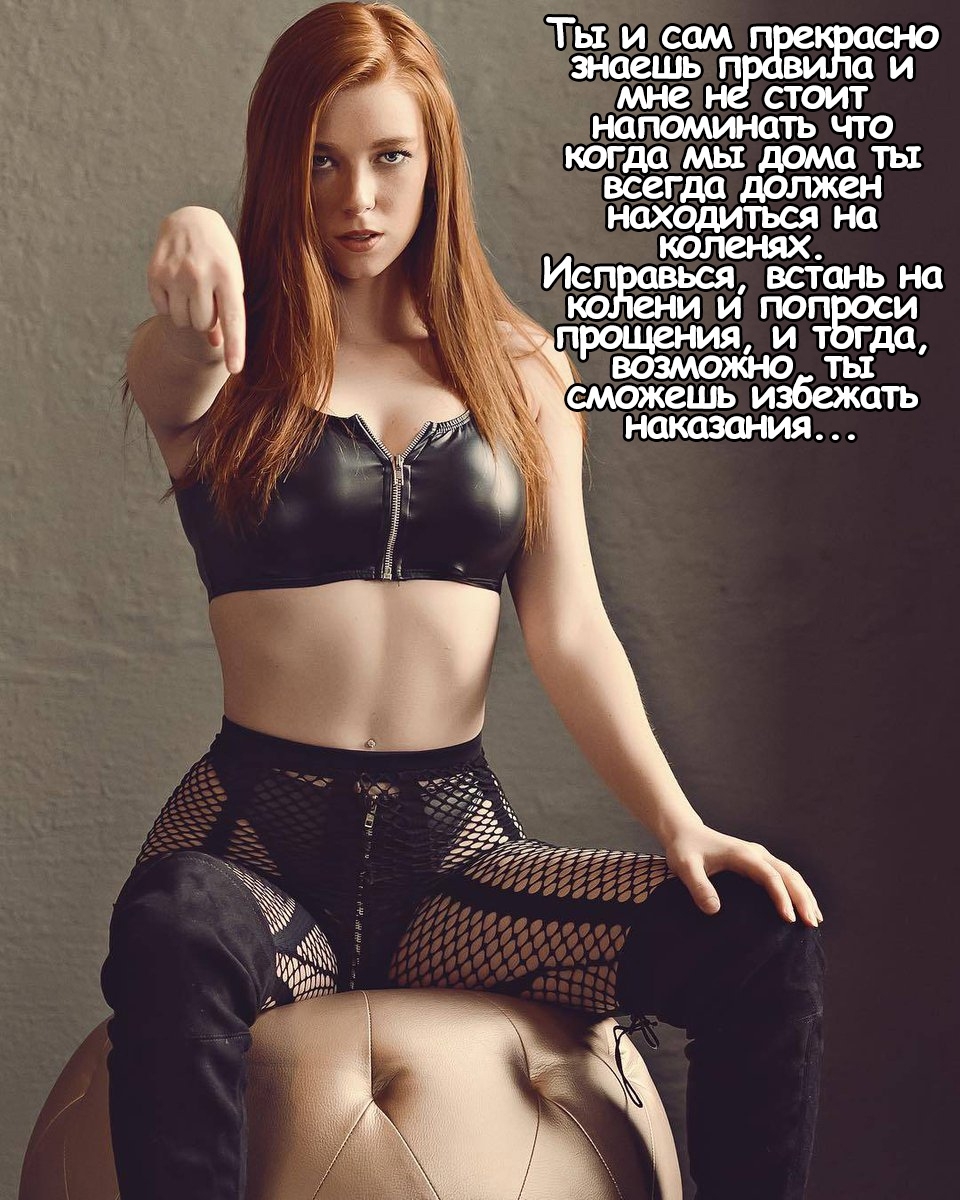 Ты и сам прекрасно
знаешь правила и
мне не стоит
напоминать что
когда мы дома ты
всегда должен
находиться на
коленях.
Исправься, встань на
колени и попроси
прощения, и тогда,
возможно, ты
сможешь избежать
наказания...